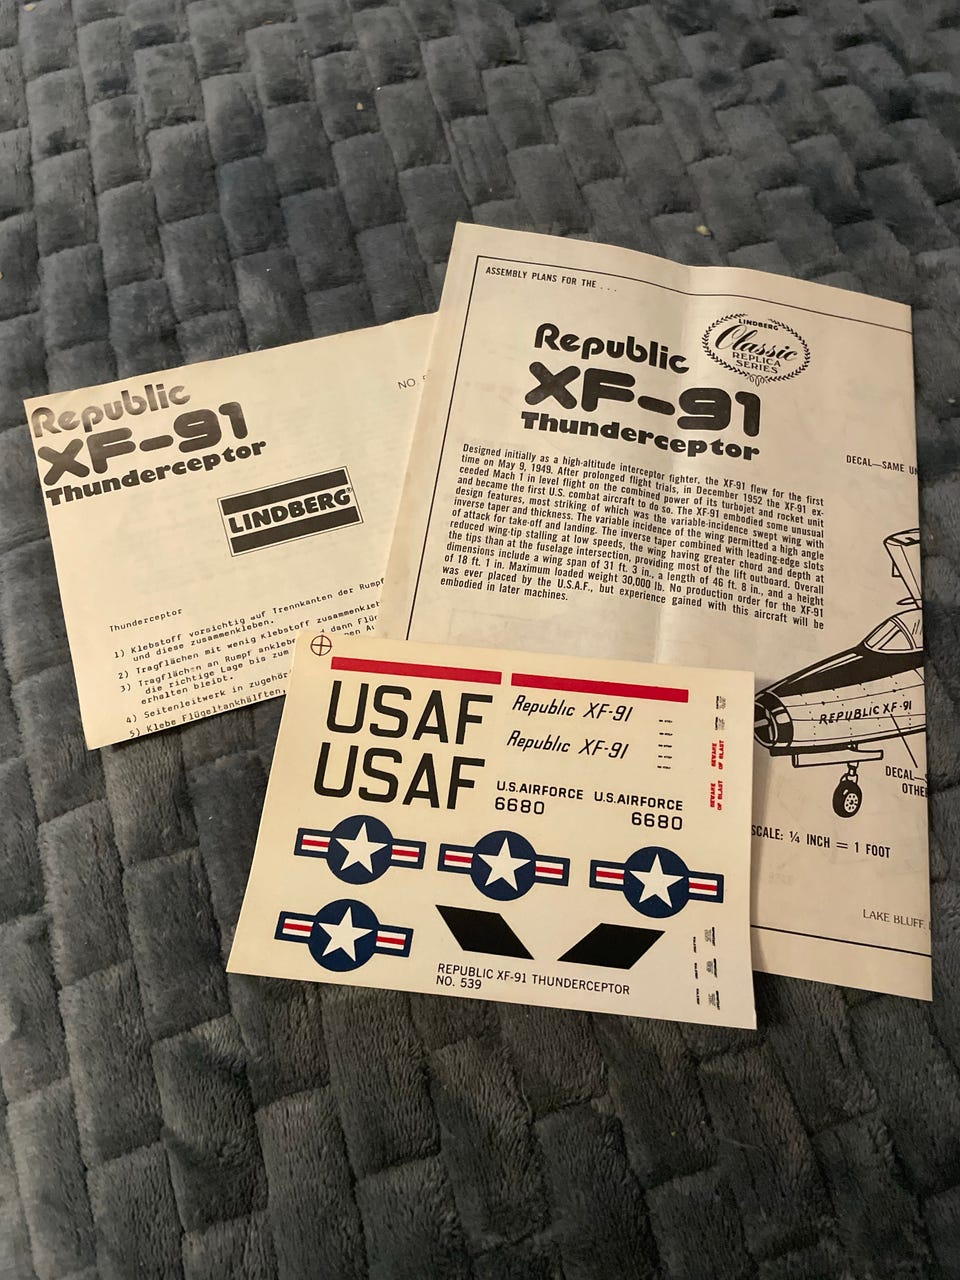 Republic
XF-91
Thunderceptor
NO.
LINDBERG®
Thunderceptor
1) Klebstoff vorsichtig auf Trennkanten der Rumpf
und diese zusammenkleben.
2) Tragflächen mit wenig Klebstoff zusammenkle
3) Tragflächen an Rumpf ankleb dann Flü
die richtige Lage bis zum
erhalten bleibt.
4) Seitenleitwerk in zugehör
5) Klebe Flügeltankhälften,
ASSEMBLY PLANS FOR THE . . .
LINDBERG
Classic
REPLICA
SERIES
Republic
XF-91
Thunderceptor
Designed initially as a high-altitude interceptor fighter, the XF-91 flew for the first
time on May 9, 1949. After prolonged flight trials, in December 1952 the XF-91 ex-
ceeded Mach 1 in level flight on the combined power of its turbojet and rocket unit
and became the first U.S. combat aircraft to do so. The XF-91 embodied some unusual
design features, most striking of which was the variable-incidence swept wing with
inverse taper and thickness. The variable incidence of the wing permitted a high angle
of attack for take-off and landing. The inverse taper combined with leading-edge slots
reduced wing-tip stalling at low speeds, the wing having greater chord and depth at
the tips than at the fuselage intersection, providing most of the lift outboard. Overall
dimensions include a wing span of 31 ft. 3 in., a length of 46 ft. 8 in., and a height
of 18 ft. 1 in. Maximum loaded weight 30,000 lb. No production order for the XF-91
was ever placed by the U.S.A.F., but experience gained with this aircraft will be
embodied in later machines.
DECAL—SAME UN
REPUBLIC XF-91
DECAL—
OTHE
SCALE: ¼ INCH = 1 FOOT
LAKE BLUFF,
USAF
USAF
Republic XF-91
Republic XF-91
U.S.AIRFORCE
6680
U.S.AIRFORCE
6680
BEWARE
OF BLAST
BEWARE
OF BLAST
REPUBLIC XF-91 THUNDERCEPTOR
NO. 539